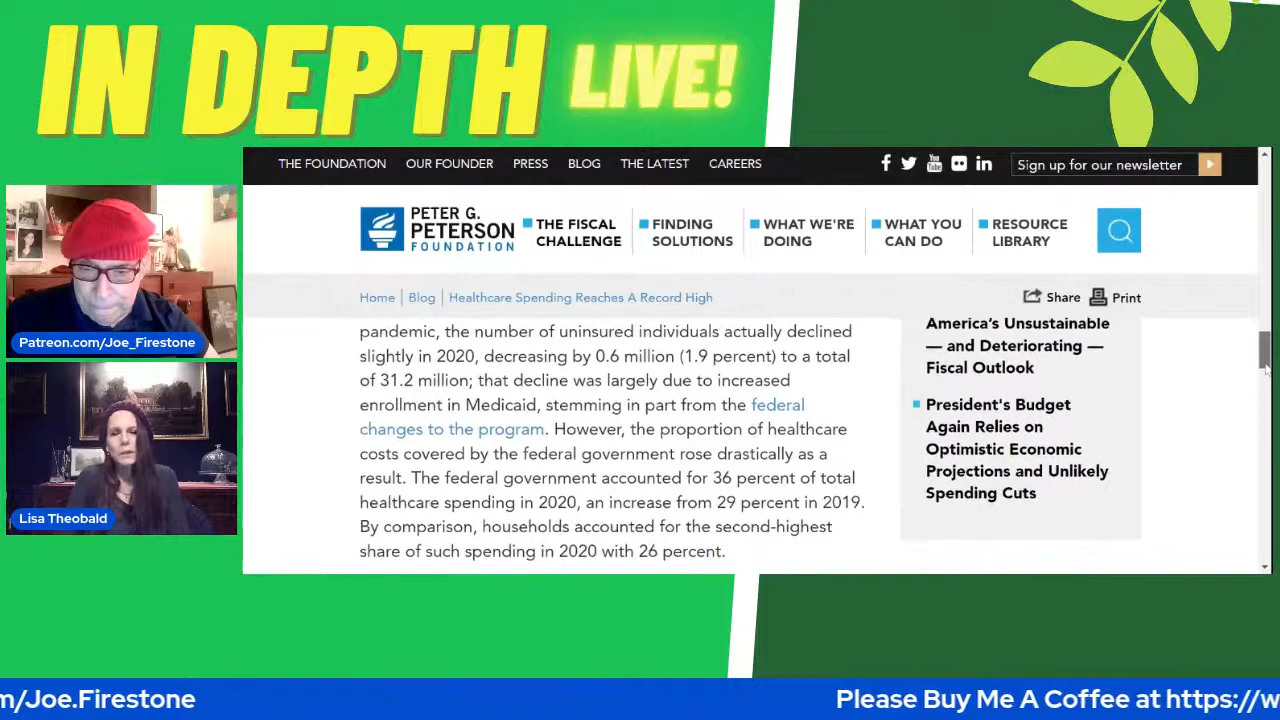 IN DEPTH LIVE!
THE FOUNDATION OUR FOUNDER PRESS BLOG THE LATEST CAREERS
Sign up for our newsletter
PETER G.
PETERSON
FOUNDATION
THE FISCAL
CHALLENGE
FINDING
SOLUTIONS
WHAT WE'RE
DOING
WHAT YOU
CAN DO
RESOURCE
LIBRARY
Home Blog Healthcare Spending Reaches A Record High
Share Print
pandemic, the number of uninsured individuals actually declined
slightly in 2020, decreasing by 0.6 million (1.9 percent) to a total
of 31.2 million; that decline was largely due to increased
enrollment in Medicaid, stemming in part from the federal
changes to the program. However, the proportion of healthcare
costs covered by the federal government rose drastically as a
result. The federal government accounted for 36 percent of total
healthcare spending in 2020, an increase from 29 percent in 2019.
By comparison, households accounted for the second-highest
share of such spending in 2020 with 26 percent.
America's Unsustainable
— and Deteriorating —
Fiscal Outlook
President's Budget
Again Relies on
Optimistic Economic
Projections and Unlikely
Spending Cuts
Patreon.com/Joe_Firestone
Lisa Theobald
m/Joe.Firestone
Please Buy Me A Coffee at https://w